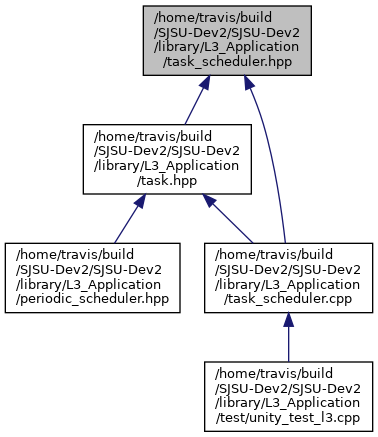 /home/travis/build
/SJSU-Dev2/SJSU-Dev2
/library/L3_Application
/task_scheduler.hpp
/home/travis/build
/SJSU-Dev2/SJSU-Dev2
/library/L3_Application
/task.hpp
/home/travis/build
/SJSU-Dev2/SJSU-Dev2
/library/L3_Application
/periodic_scheduler.hpp
/home/travis/build
/SJSU-Dev2/SJSU-Dev2
/library/L3_Application
/task_scheduler.cpp
/home/travis/build
/SJSU-Dev2/SJSU-Dev2
/library/L3_Application
/test/unity_test_l3.cpp